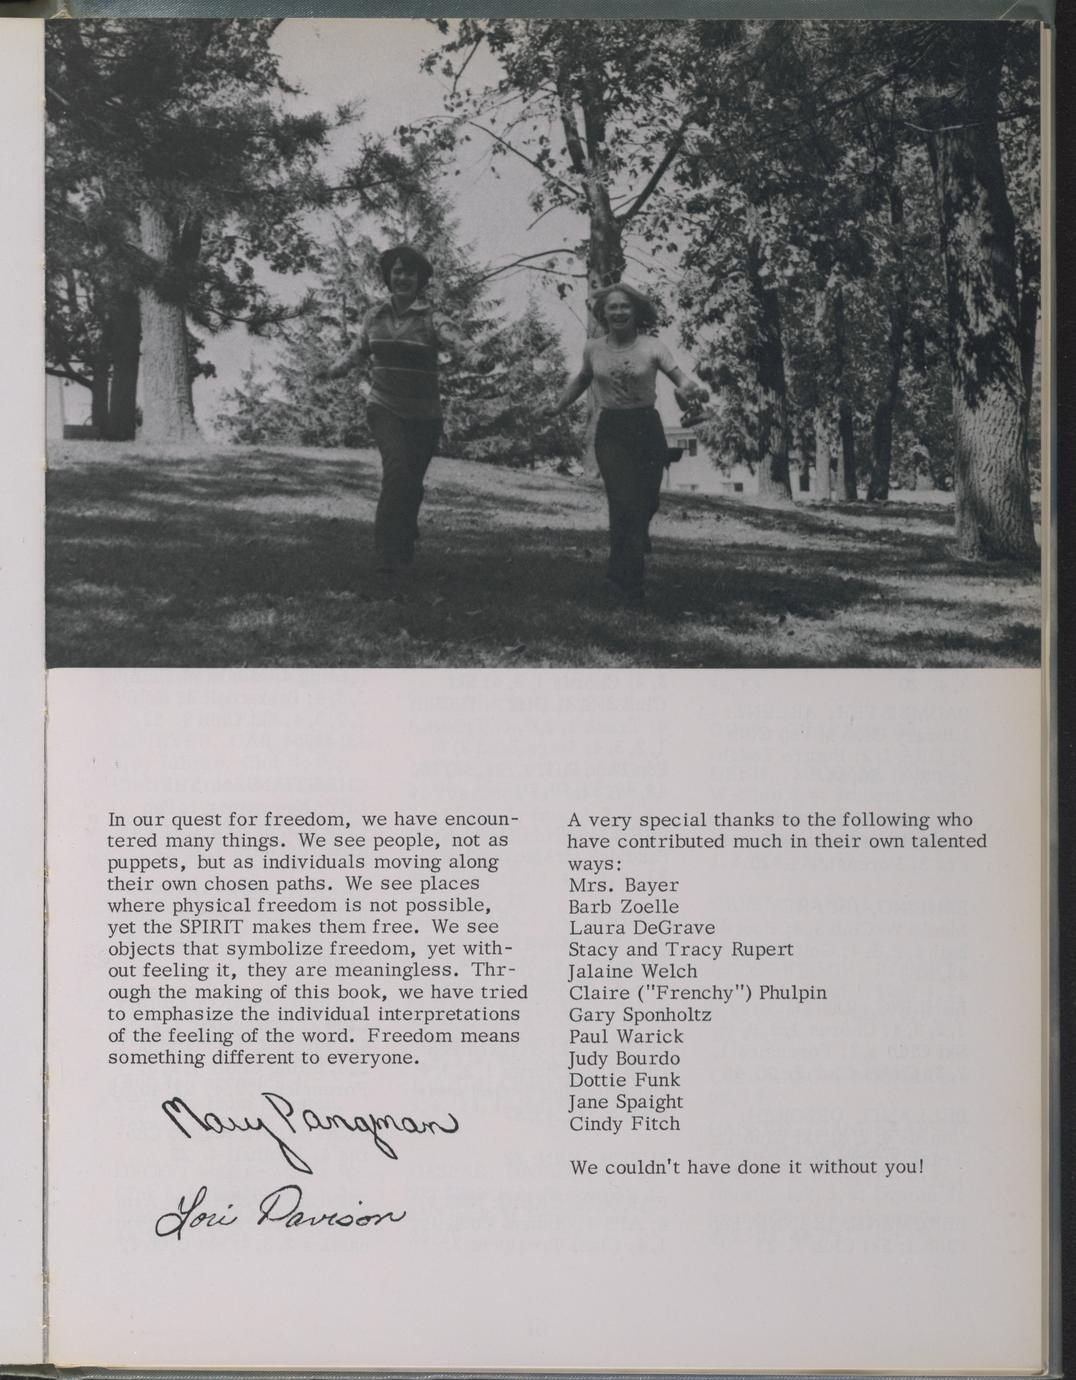 In our quest for freedom, we have encoun-
tered many things. We see people, not as
puppets, but as individuals moving along
their own chosen paths. We see places
where physical freedom is not possible,
yet the SPIRIT makes them free. We see
objects that symbolize freedom, yet with-
out feeling it, they are meaningless. Thr-
ough the making of this book, we have tried
to emphasize the individual interpretations
of the feeling of the word. Freedom means
something different to everyone.
Mary Pangman
Lori Davison
A very special thanks to the following who
have contributed much in their own talented
ways:
Mrs. Bayer
Barb Zoelle
Laura DeGrave
Stacy and Tracy Rupert
Jalaine Welch
Claire ("Frenchy") Phulpin
Gary Sponholtz
Paul Warick
Judy Bourdo
Dottie Funk
Jane Spaight
Cindy Fitch
We couldn't have done it without you!